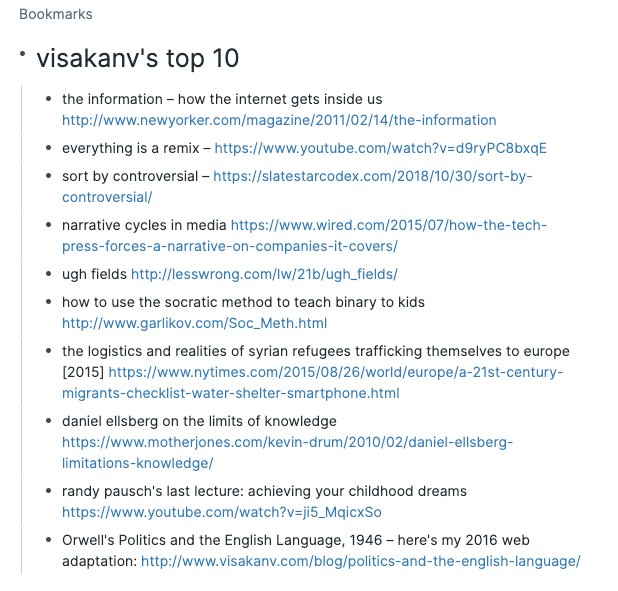 Bookmarks
visakanv's top 10
the information – how the internet gets inside us
http://www.newyorker.com/magazine/2011/02/14/the-information
everything is a remix – https://www.youtube.com/watch?v=d9ryPC8bxqE
sort by controversial – https://slatestarcodex.com/2018/10/30/sort-by-
controversial/
narrative cycles in media https://www.wired.com/2015/07/how-the-tech-
press-forces-a-narrative-on-companies-it-covers/
ugh fields http://lesswrong.com/lw/21b/ugh_fields/
how to use the socratic method to teach binary to kids
http://www.garlikov.com/Soc_Meth.html
the logistics and realities of syrian refugees trafficking themselves to europe
[2015] https://www.nytimes.com/2015/08/26/world/europe/a-21st-century-
migrants-checklist-water-shelter-smartphone.html
daniel ellsberg on the limits of knowledge
https://www.motherjones.com/kevin-drum/2010/02/daniel-ellsberg-
limitations-knowledge/
randy pausch's last lecture: achieving your childhood dreams
https://www.youtube.com/watch?v=ji5_MqicxSo
Orwell's Politics and the English Language, 1946 – here's my 2016 web
adaptation: http://www.visakanv.com/blog/politics-and-the-english-language/